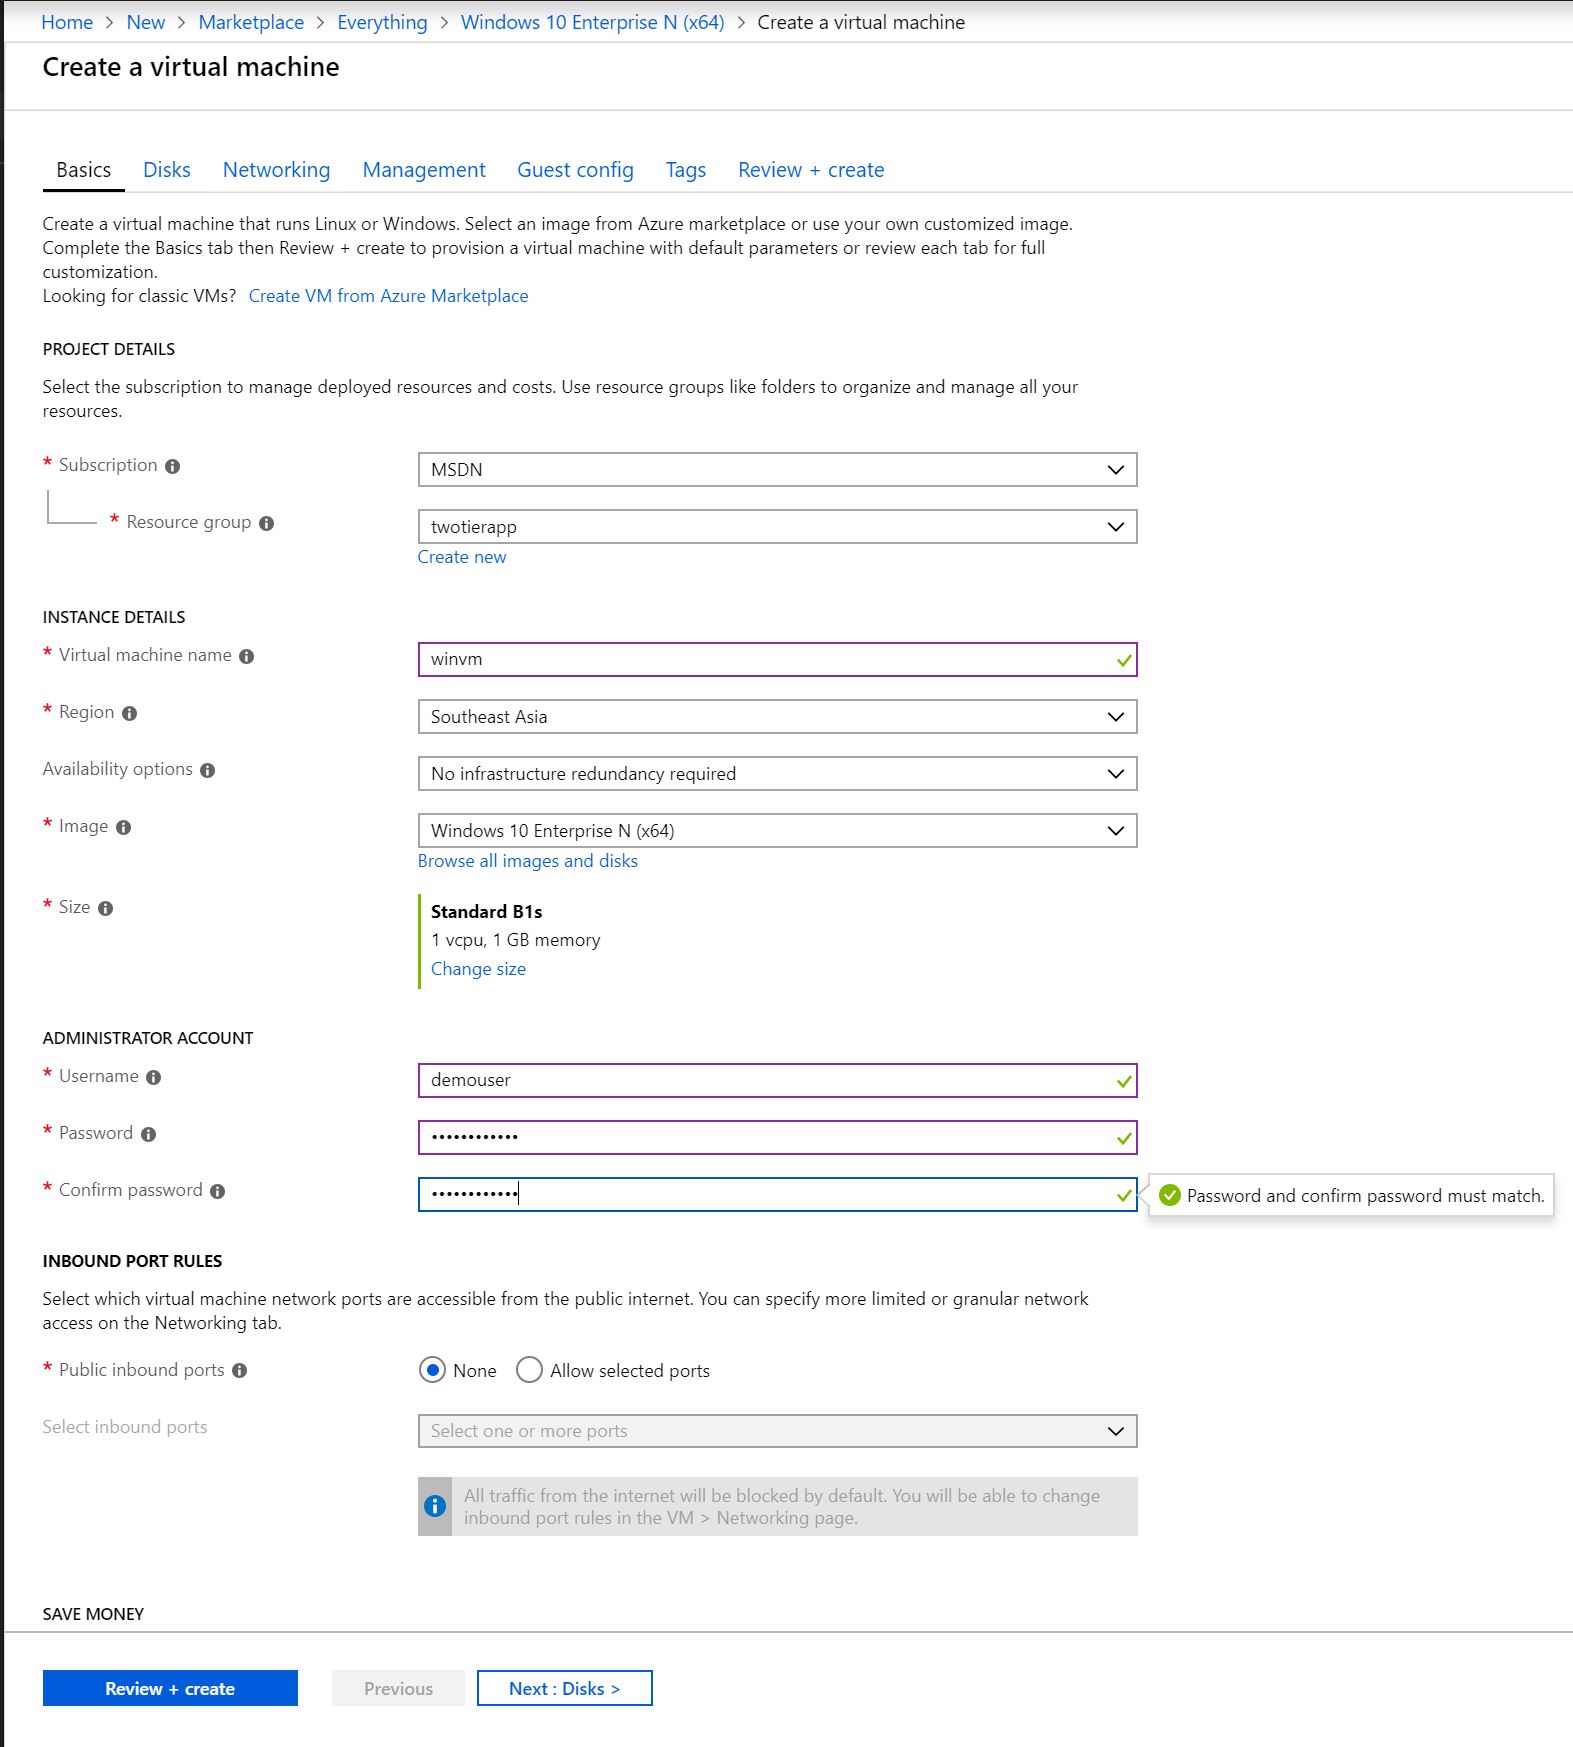 Home > New > Marketplace > Everything > Windows 10 Enterprise N (x64) > Create a virtual machine
Create a virtual machine
Basics Disks Networking Management Guest config Tags Review + create
Create a virtual machine that runs Linux or Windows. Select an image from Azure marketplace or use your own customized image.
Complete the Basics tab then Review + create to provision a virtual machine with default parameters or review each tab for full
customization.
Looking for classic VMs? Create VM from Azure Marketplace
PROJECT DETAILS
Select the subscription to manage deployed resources and costs. Use resource groups like folders to organize and manage all your
resources.
* Subscription MSDN
* Resource group twotierapp
Create new
INSTANCE DETAILS
* Virtual machine name winvm
* Region Southeast Asia
Availability options No infrastructure redundancy required
* Image Windows 10 Enterprise N (x64)
Browse all images and disks
* Size Standard B1s
1 vcpu, 1 GB memory
Change size
ADMINISTRATOR ACCOUNT
* Username demouser
* Password ••••••••••••
* Confirm password •••••••••••• Password and confirm password must match.
INBOUND PORT RULES
Select which virtual machine network ports are accessible from the public internet. You can specify more limited or granular network
access on the Networking tab.
* Public inbound ports None Allow selected ports
Select inbound ports Select one or more ports
All traffic from the internet will be blocked by default. You will be able to change
inbound port rules in the VM > Networking page.
SAVE MONEY
Review + create Previous Next : Disks >